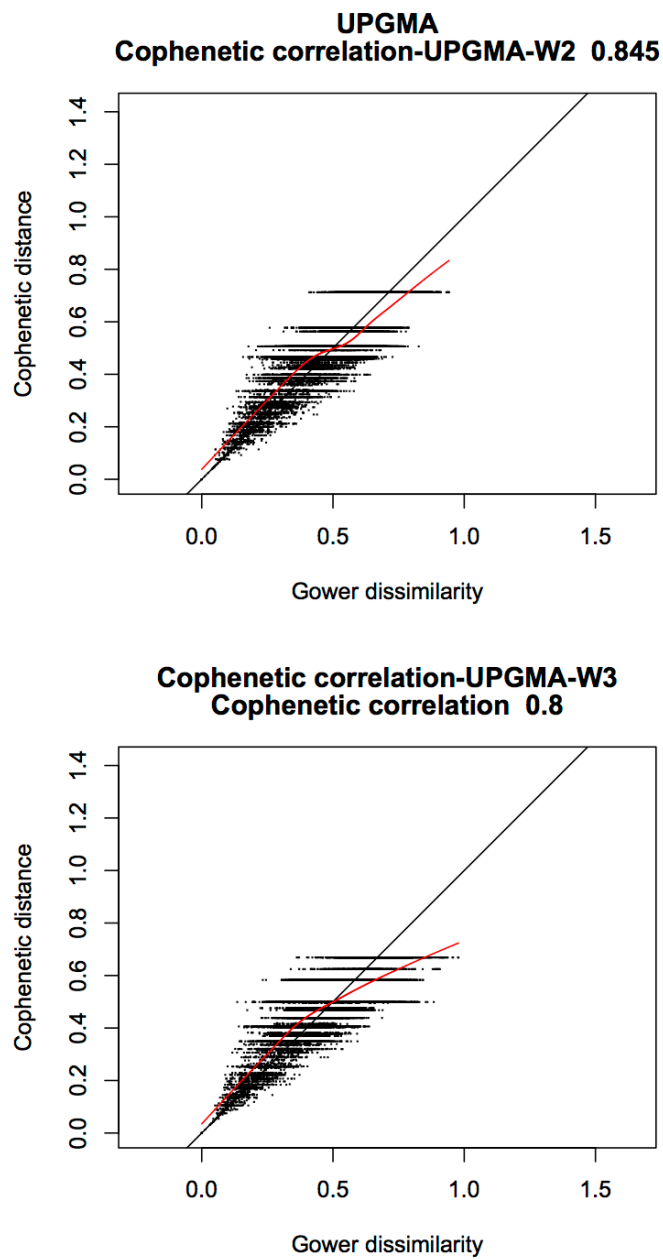 UPGMA
Cophenetic correlation-UPGMA-W2 0.845
1.4
1.2
1.0
0.8
0.6
0.4
0.2
0.0
Cophenetic distance
0.0 0.5 1.0 1.5
Gower dissimilarity
Cophenetic correlation-UPGMA-W3
Cophenetic correlation 0.8
1.4
1.2
1.0
0.8
0.6
0.4
0.2
0.0
Cophenetic distance
0.0 0.5 1.0 1.5
Gower dissimilarity